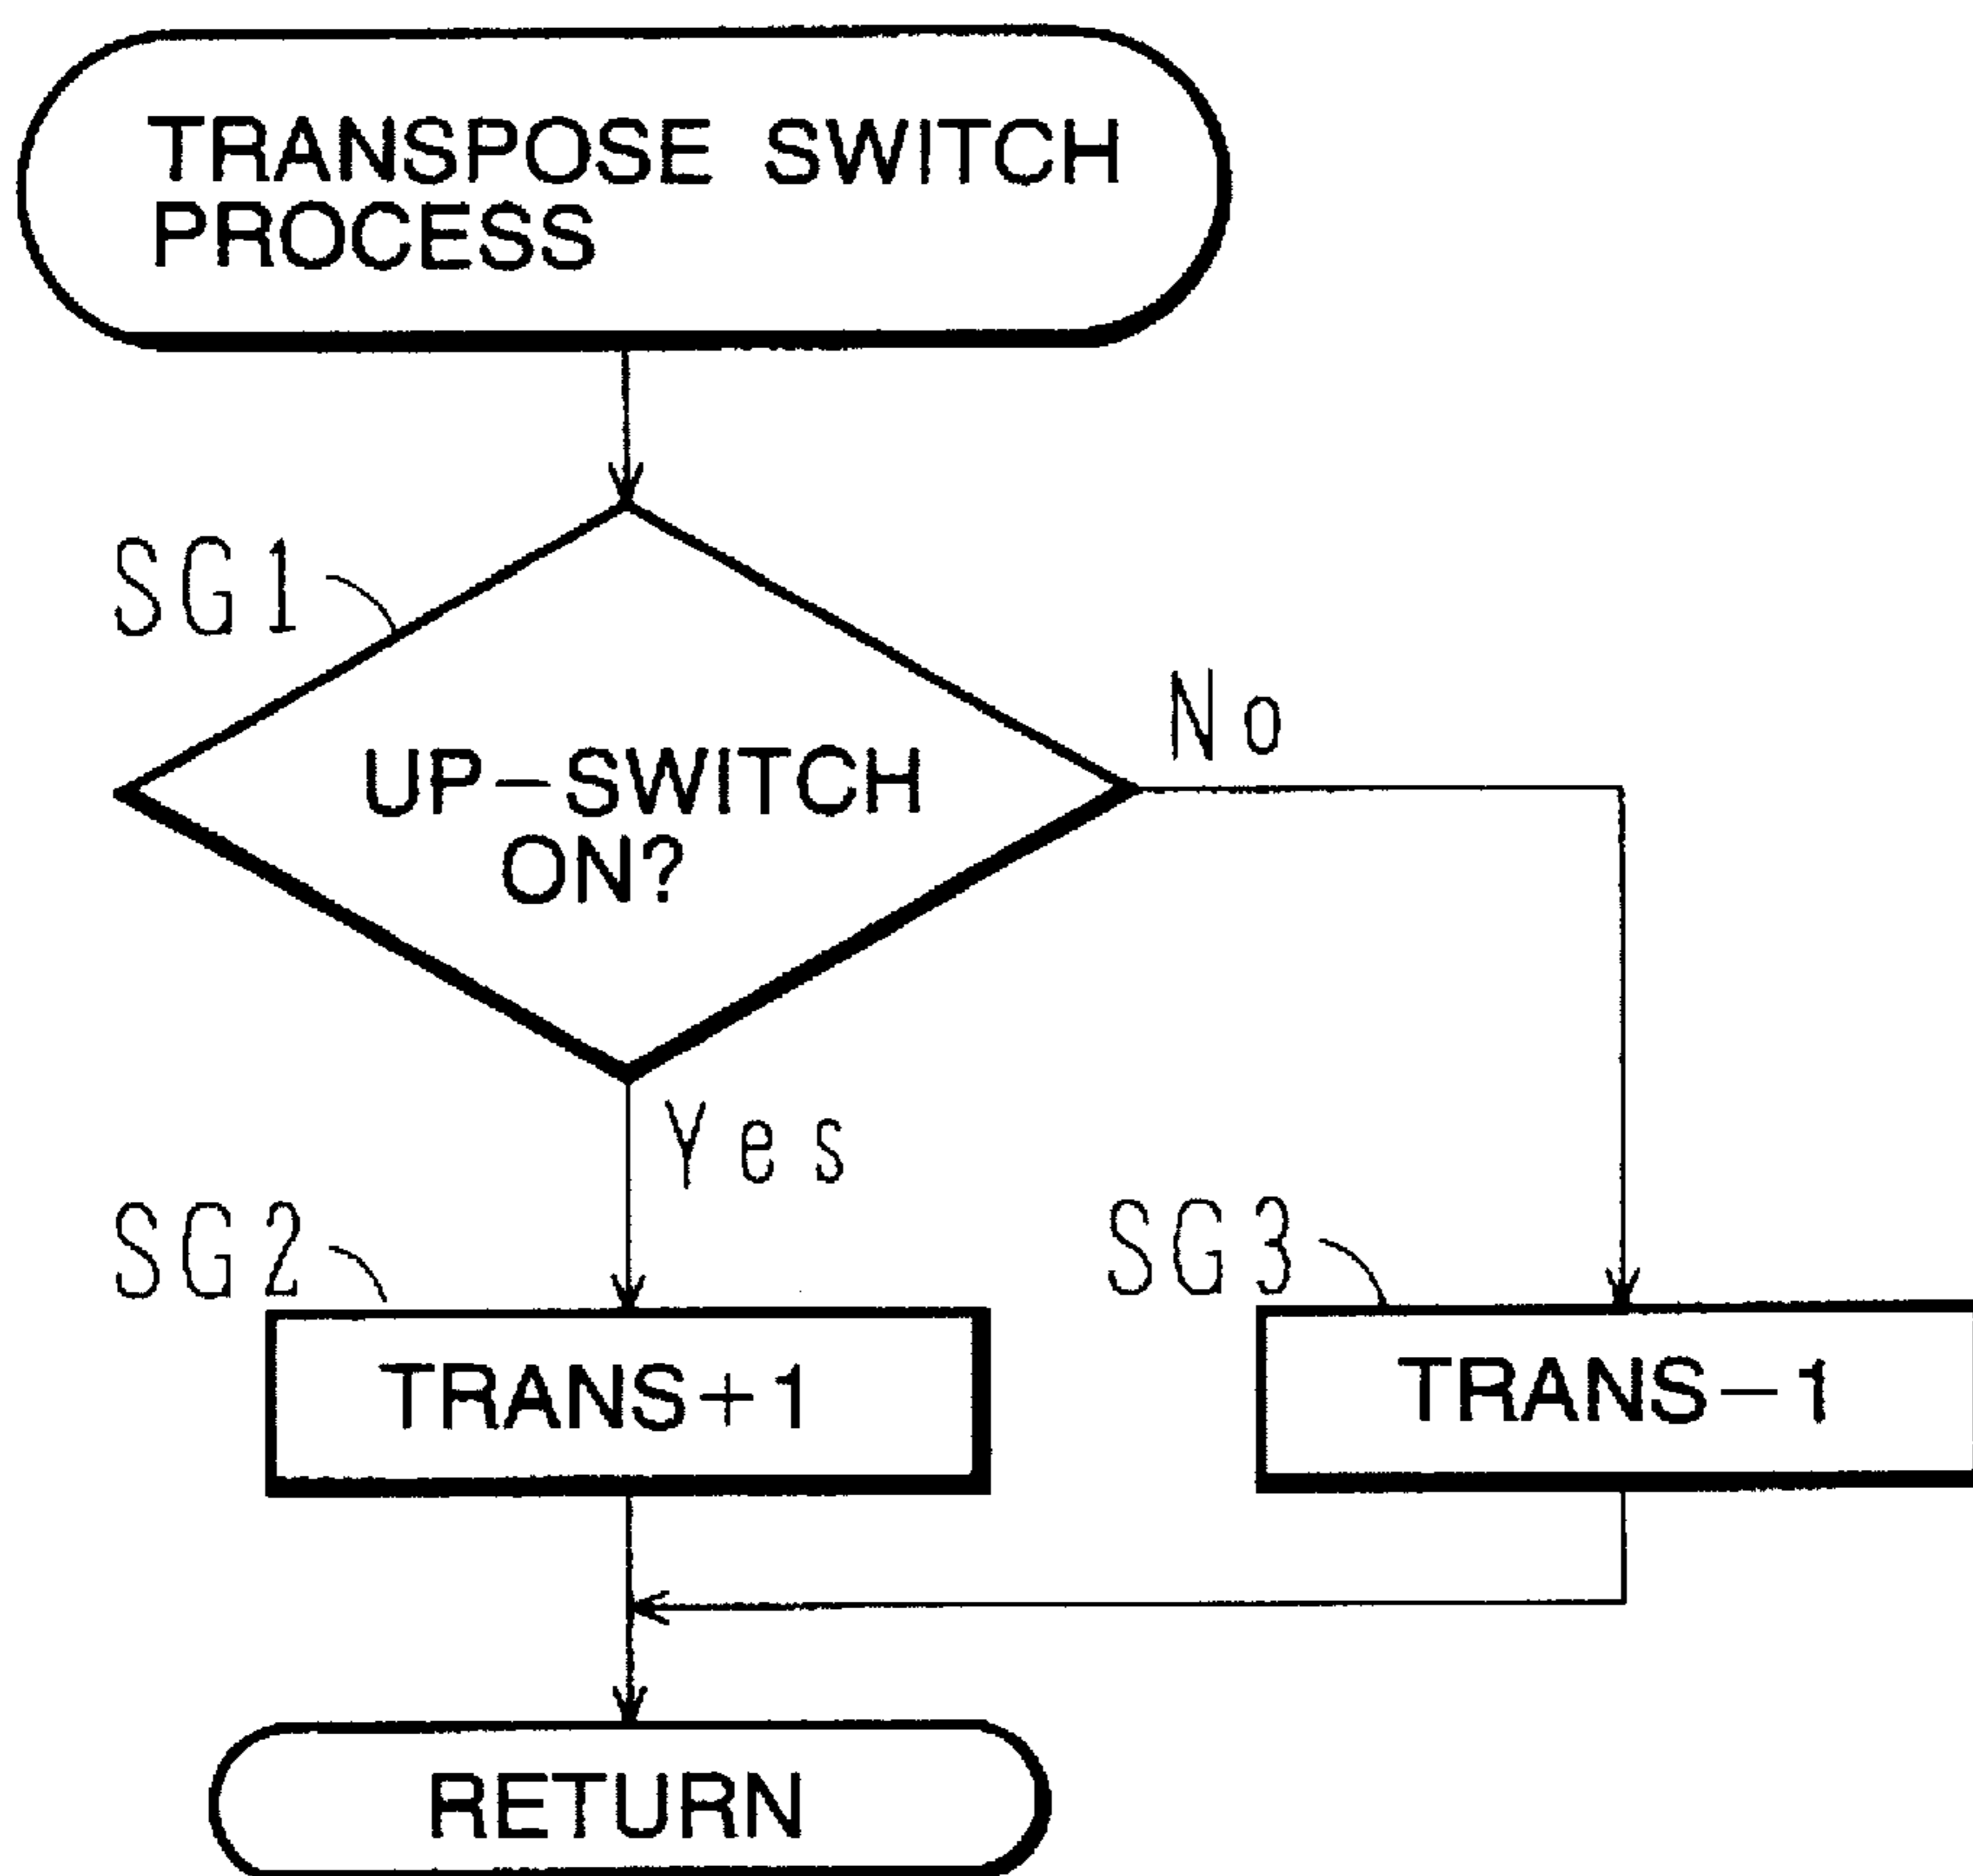 TRANSPOSE SWITCH
PROCESS
SG1
No
UP-SWITCH
ON?
Yes
SG2
SG3
TRANS+1
TRANS-1
RETURN